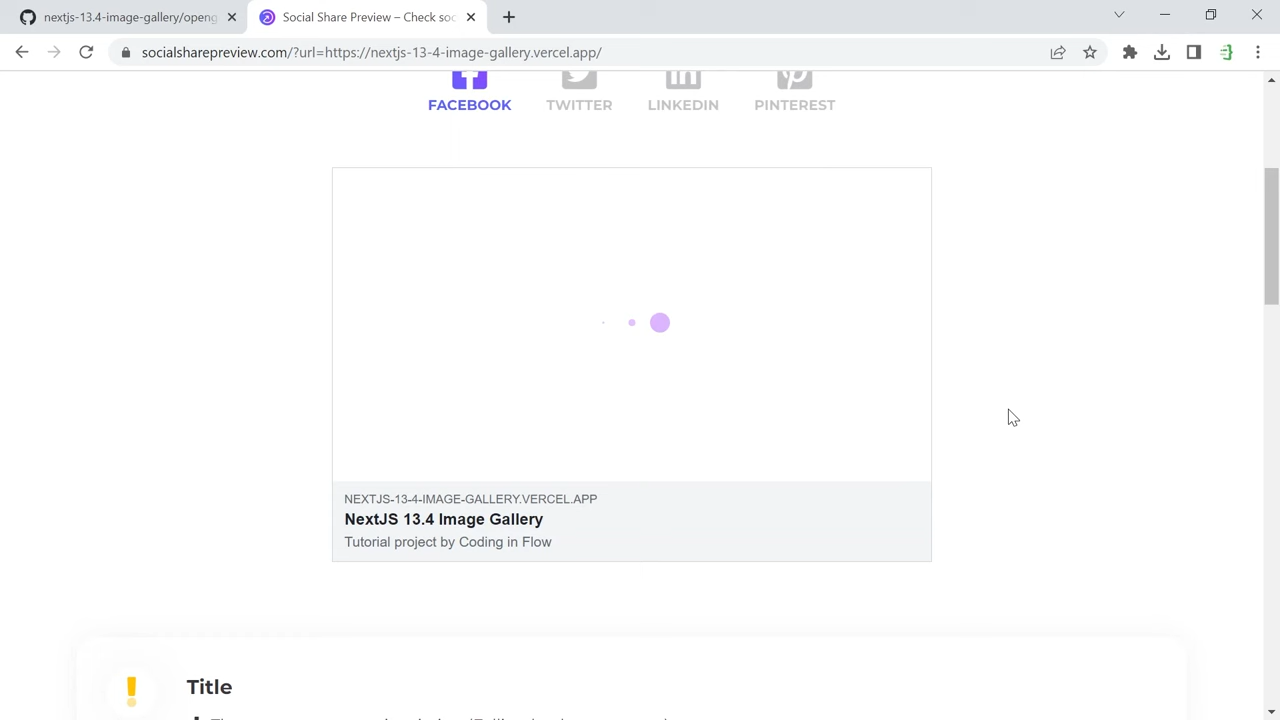 nextjs-13.4-image-gallery/openg
Social Share Preview – Check soc
socialsharepreview.com/?url=https://nextjs-13-4-image-gallery.vercel.app/
FACEBOOK
TWITTER
LINKEDIN
PINTEREST
NEXTJS-13-4-IMAGE-GALLERY.VERCEL.APP
NextJS 13.4 Image Gallery
Tutorial project by Coding in Flow
Title